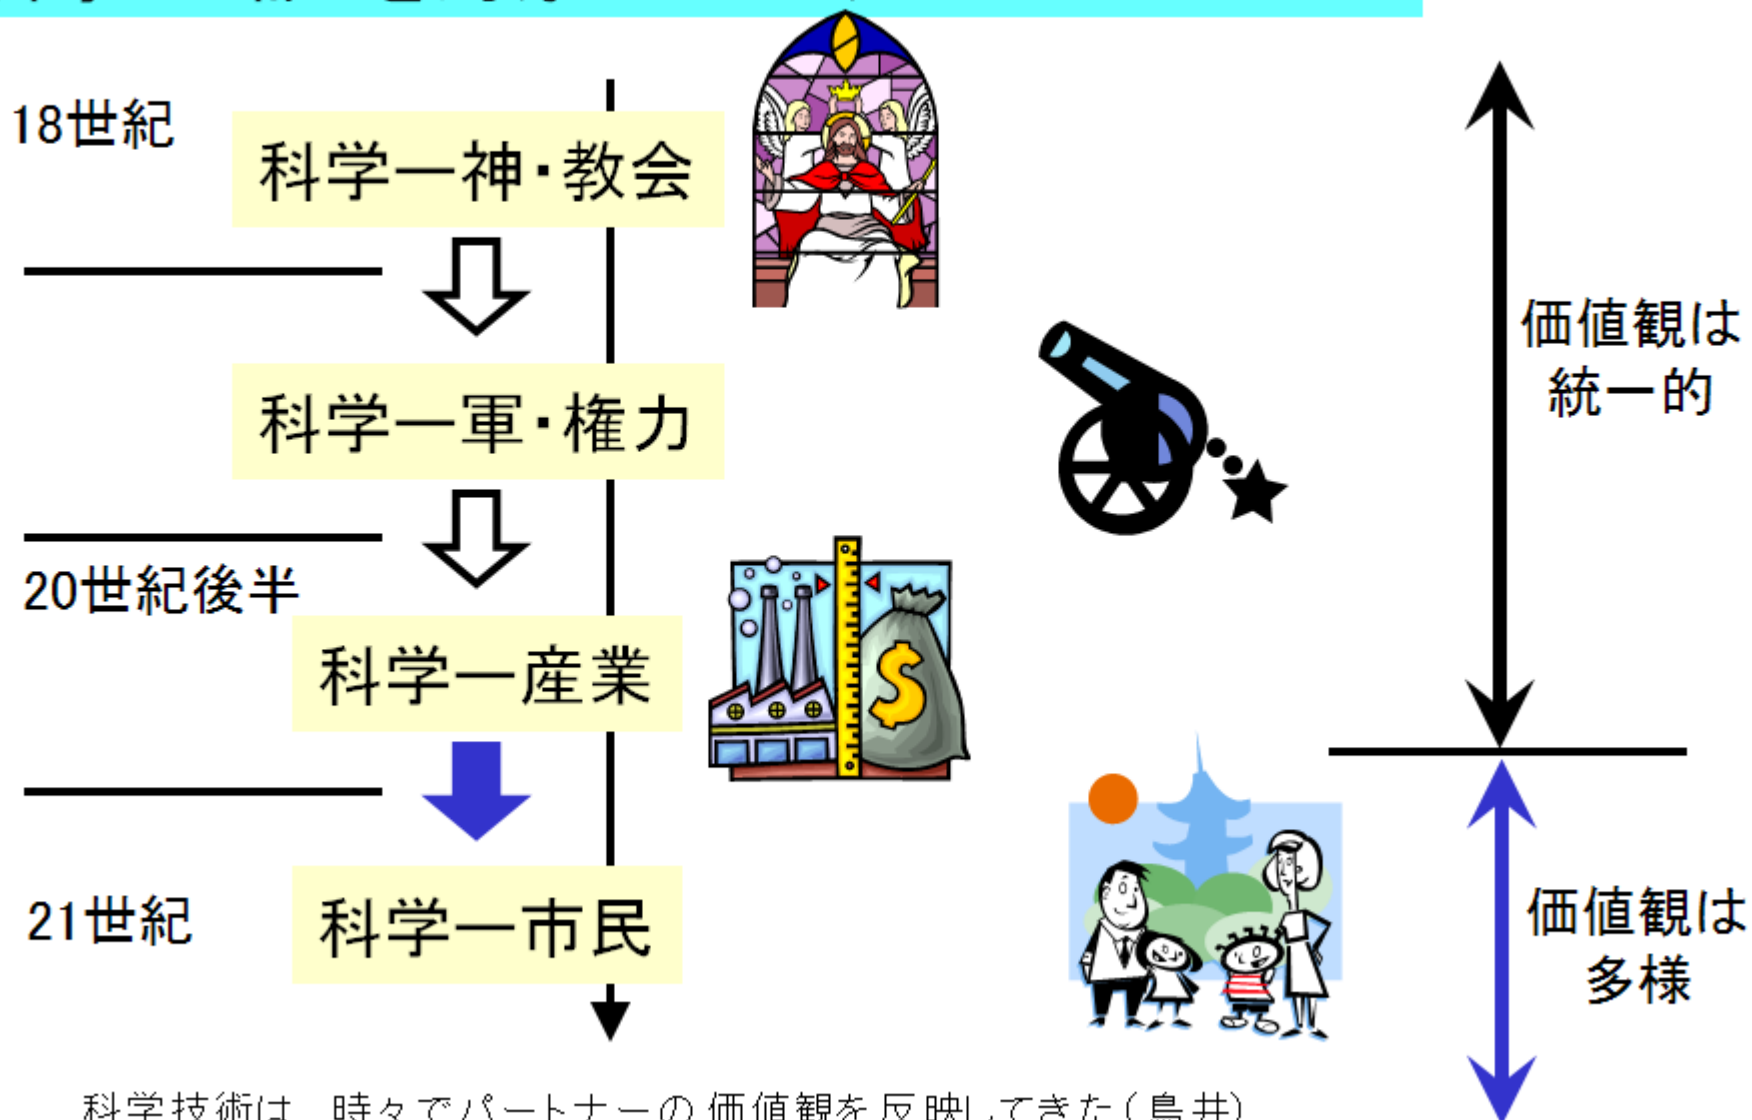 18世紀
科学ー神・教会
科学ー軍・権力
価値観は
統一的
20世紀後半
科学ー産業
$
21世紀
科学ー市民
価値観は
多様
科学技術は 時々でパートナーの価値観を反映してきた(鳥井)